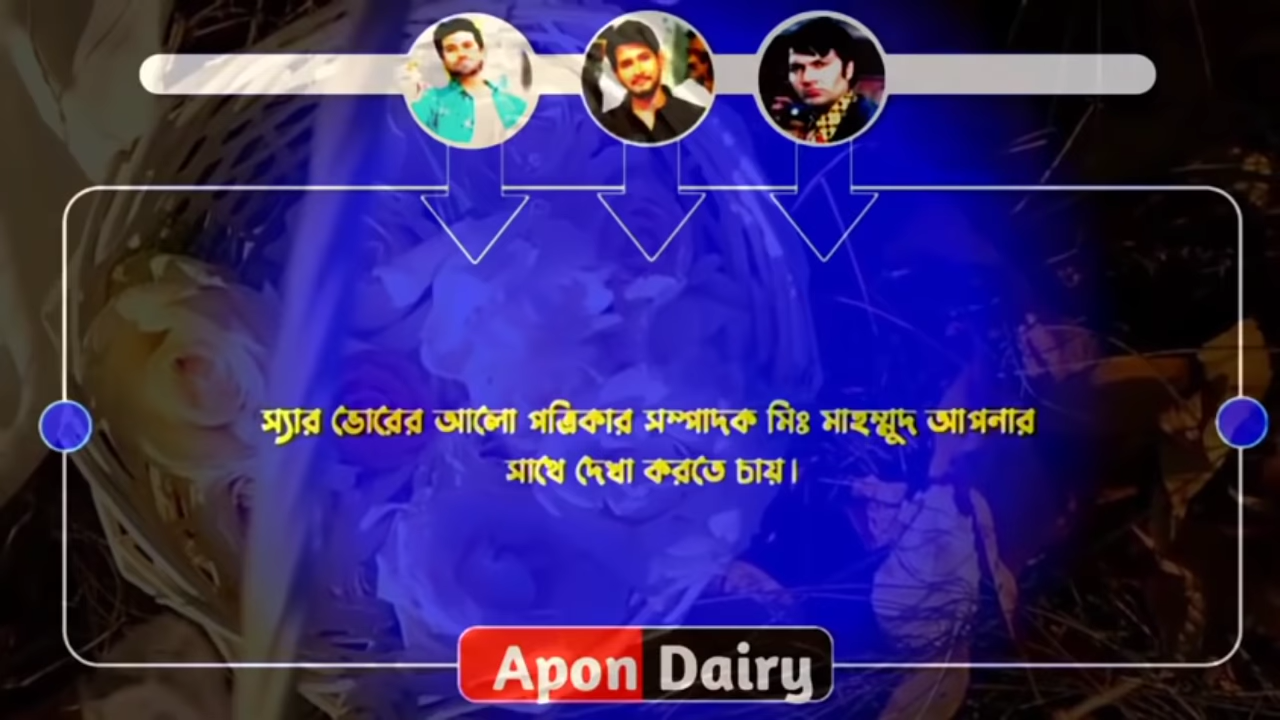 স্যার ভোরের আলো পত্রিকার সম্পাদক মিঃ মাহম্মুদ আপনার
সাথে দেখা করতে চায়।
Apon Dairy